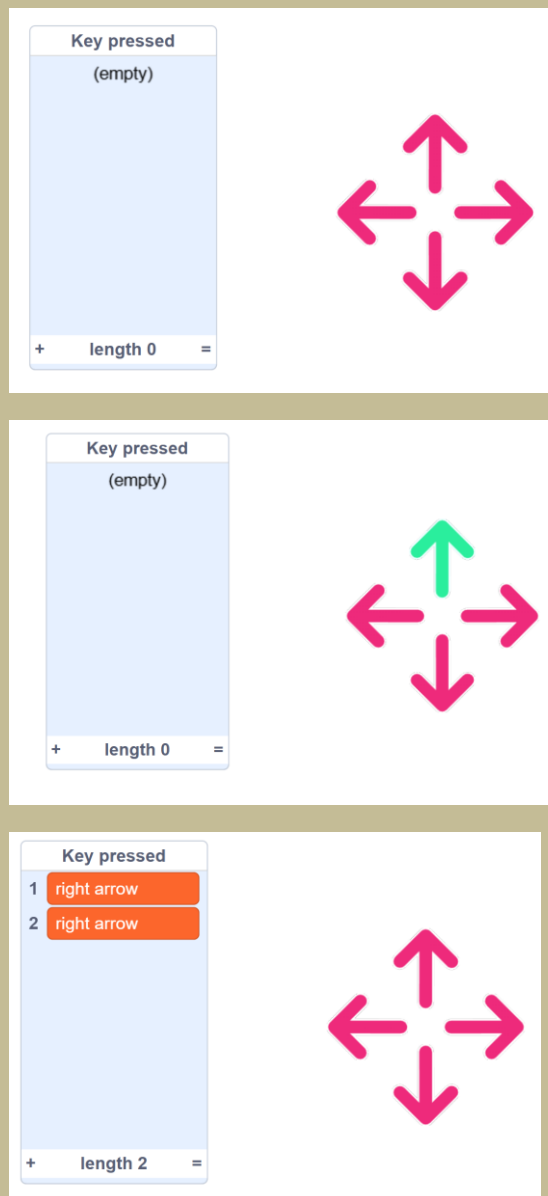 Key pressed
(empty)
+ length 0 =
Key pressed
(empty)
+ length 0 =
Key pressed
1 right arrow
2 right arrow
+ length 2 =